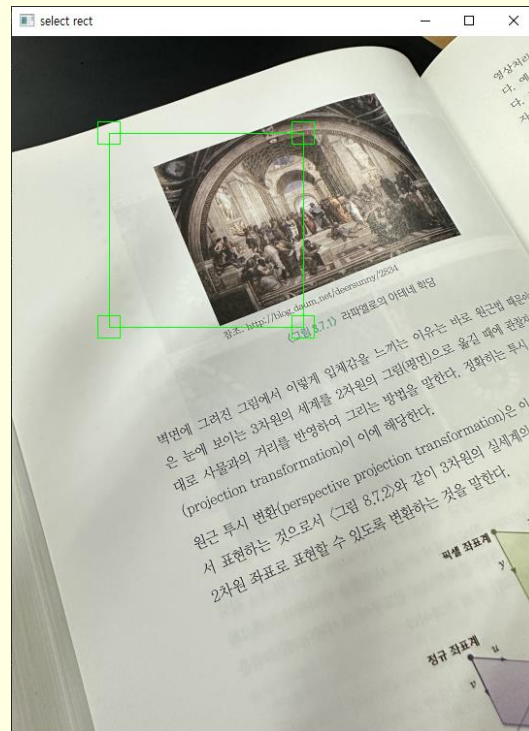 select rect
영상처리
다. 예
다.
자
참조: http://blog.daum.net/deersunny/2834
〈그림 8.7.1〉 라파엘로의 아테네 학당
벽면에 그려진 그림에서 이렇게 입체감을 느끼는 이유는 바로 원근법 때문이
은 눈에 보이는 3차원의 세계를 2차원의 그림(평면)으로 옮길 때에 관찰
대로 사물과의 거리를 반영하여 그리는 방법을 말한다. 정확하는 투시
(projection transformation)이 이에 해당한다.
원근 투시 변환(perspective projection transformation)은 이
서 표현하는 것으로서 〈그림 8.7.2〉와 같이 3차원의 실세계의
2차원 좌표로 표현할 수 있도록 변환하는 것을 말한다.
픽셀 좌표계
y
정규 좌표계
u
v